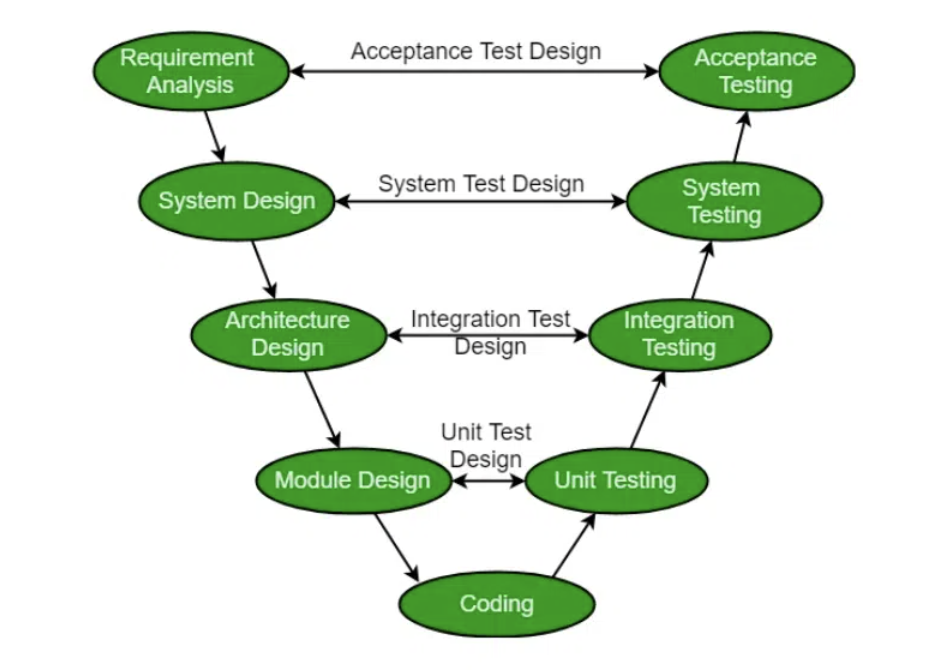 Requirement
Analysis
Acceptance Test Design
Acceptance
Testing
System Design
System Test Design
System
Testing
Architecture
Design
Integration Test
Design
Integration
Testing
Module Design
Unit Test
Design
Unit Testing
Coding